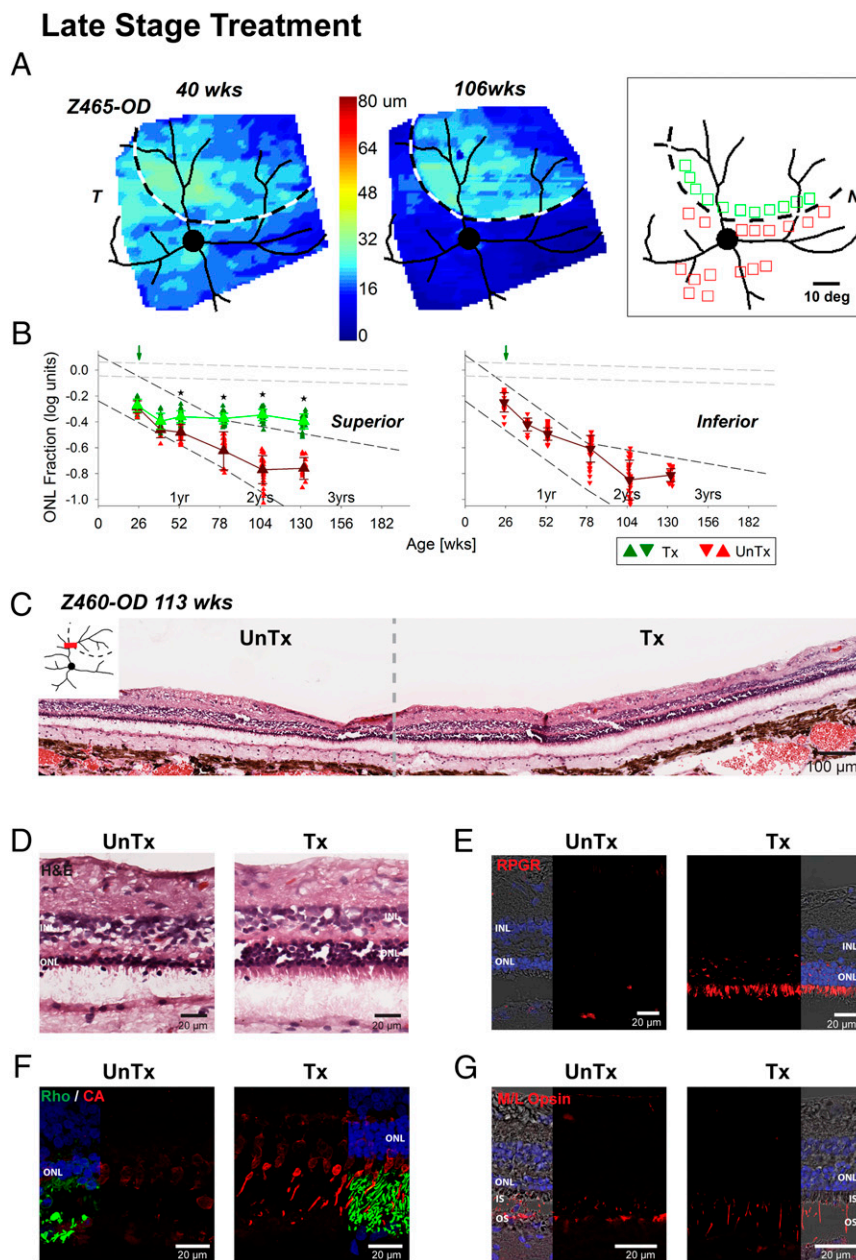 Late Stage Treatment
A
40 wks
106wks
Z465-OD
80 um
64
48
32
16
0
T
N
10 deg
B
ONL Fraction (log units)
0.0
-0.2
-0.4
-0.6
-0.8
-1.0
Superior
1yr 2yrs 3yrs
0 26 52 78 104 130 156 182
Inferior
1yr 2yrs 3yrs
0 26 52 78 104 130 156 182
Age [wks]
Tx UnTx
C Z460-OD 113 wks
UnTx Tx
100 µm
D UnTx Tx
H&E
INL
ONL
20 µm
INL
ONL
20 µm
E UnTx Tx
RPGR
INL
ONL
20 µm
INL
ONL
20 µm
F UnTx Tx
Rho / CA
ONL
20 µm
ONL
20 µm
G UnTx Tx
M/L Opsin
ONL
IS
OS
20 µm
ONL
IS
OS
20 µm